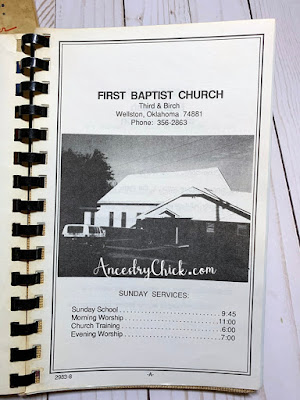 FIRST BAPTIST CHURCH
Third & Birch
Wellston, Oklahoma 74881
Phone: 356-2863
AncestryChick.com
SUNDAY SERVICES:
Sunday School 9:45
Morning Worship 11:00
Church Training 6:00
Evening Worship 7:00
2983-8
-A-